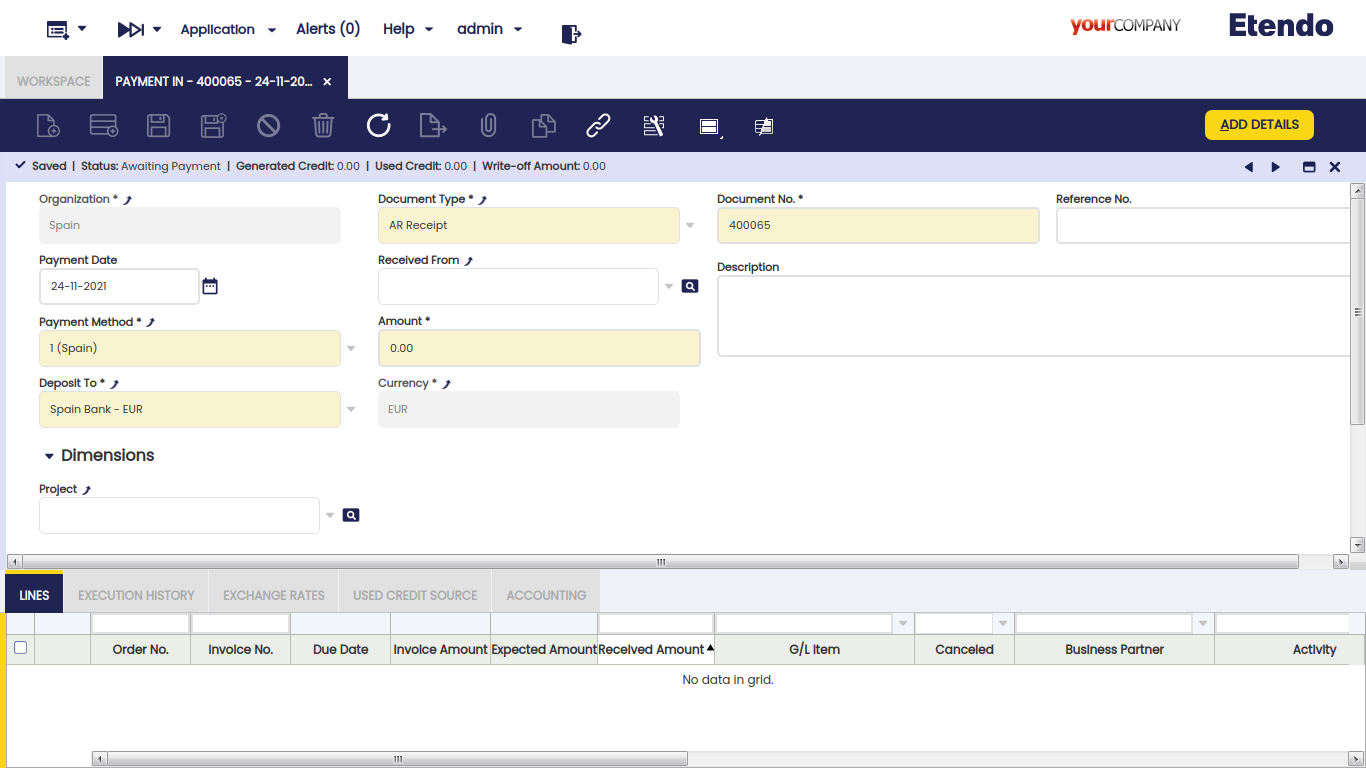 Application
Alerts (0)
Help
admin
yourCOMPANY
Etendo
WORKSPACE
PAYMENT IN - 400065 - 24-11-20...
ADD DETAILS
Saved | Status: Awaiting Payment | Generated Credit: 0.00 | Used Credit: 0.00 | Write-off Amount: 0.00
Organization *
Document Type *
Document No. *
Reference No.
Spain
AR Receipt
400065
Payment Date
Received From
Description
24-11-2021
Payment Method *
Amount *
1 (Spain)
0.00
Deposit To *
Currency *
Spain Bank - EUR
EUR
Dimensions
Project
LINES
EXECUTION HISTORY
EXCHANGE RATES
USED CREDIT SOURCE
ACCOUNTING
Order No.
Invoice No.
Due Date
Invoice Amount
Expected Amount
Received Amount
G/L Item
Canceled
Business Partner
Activity
No data in grid.